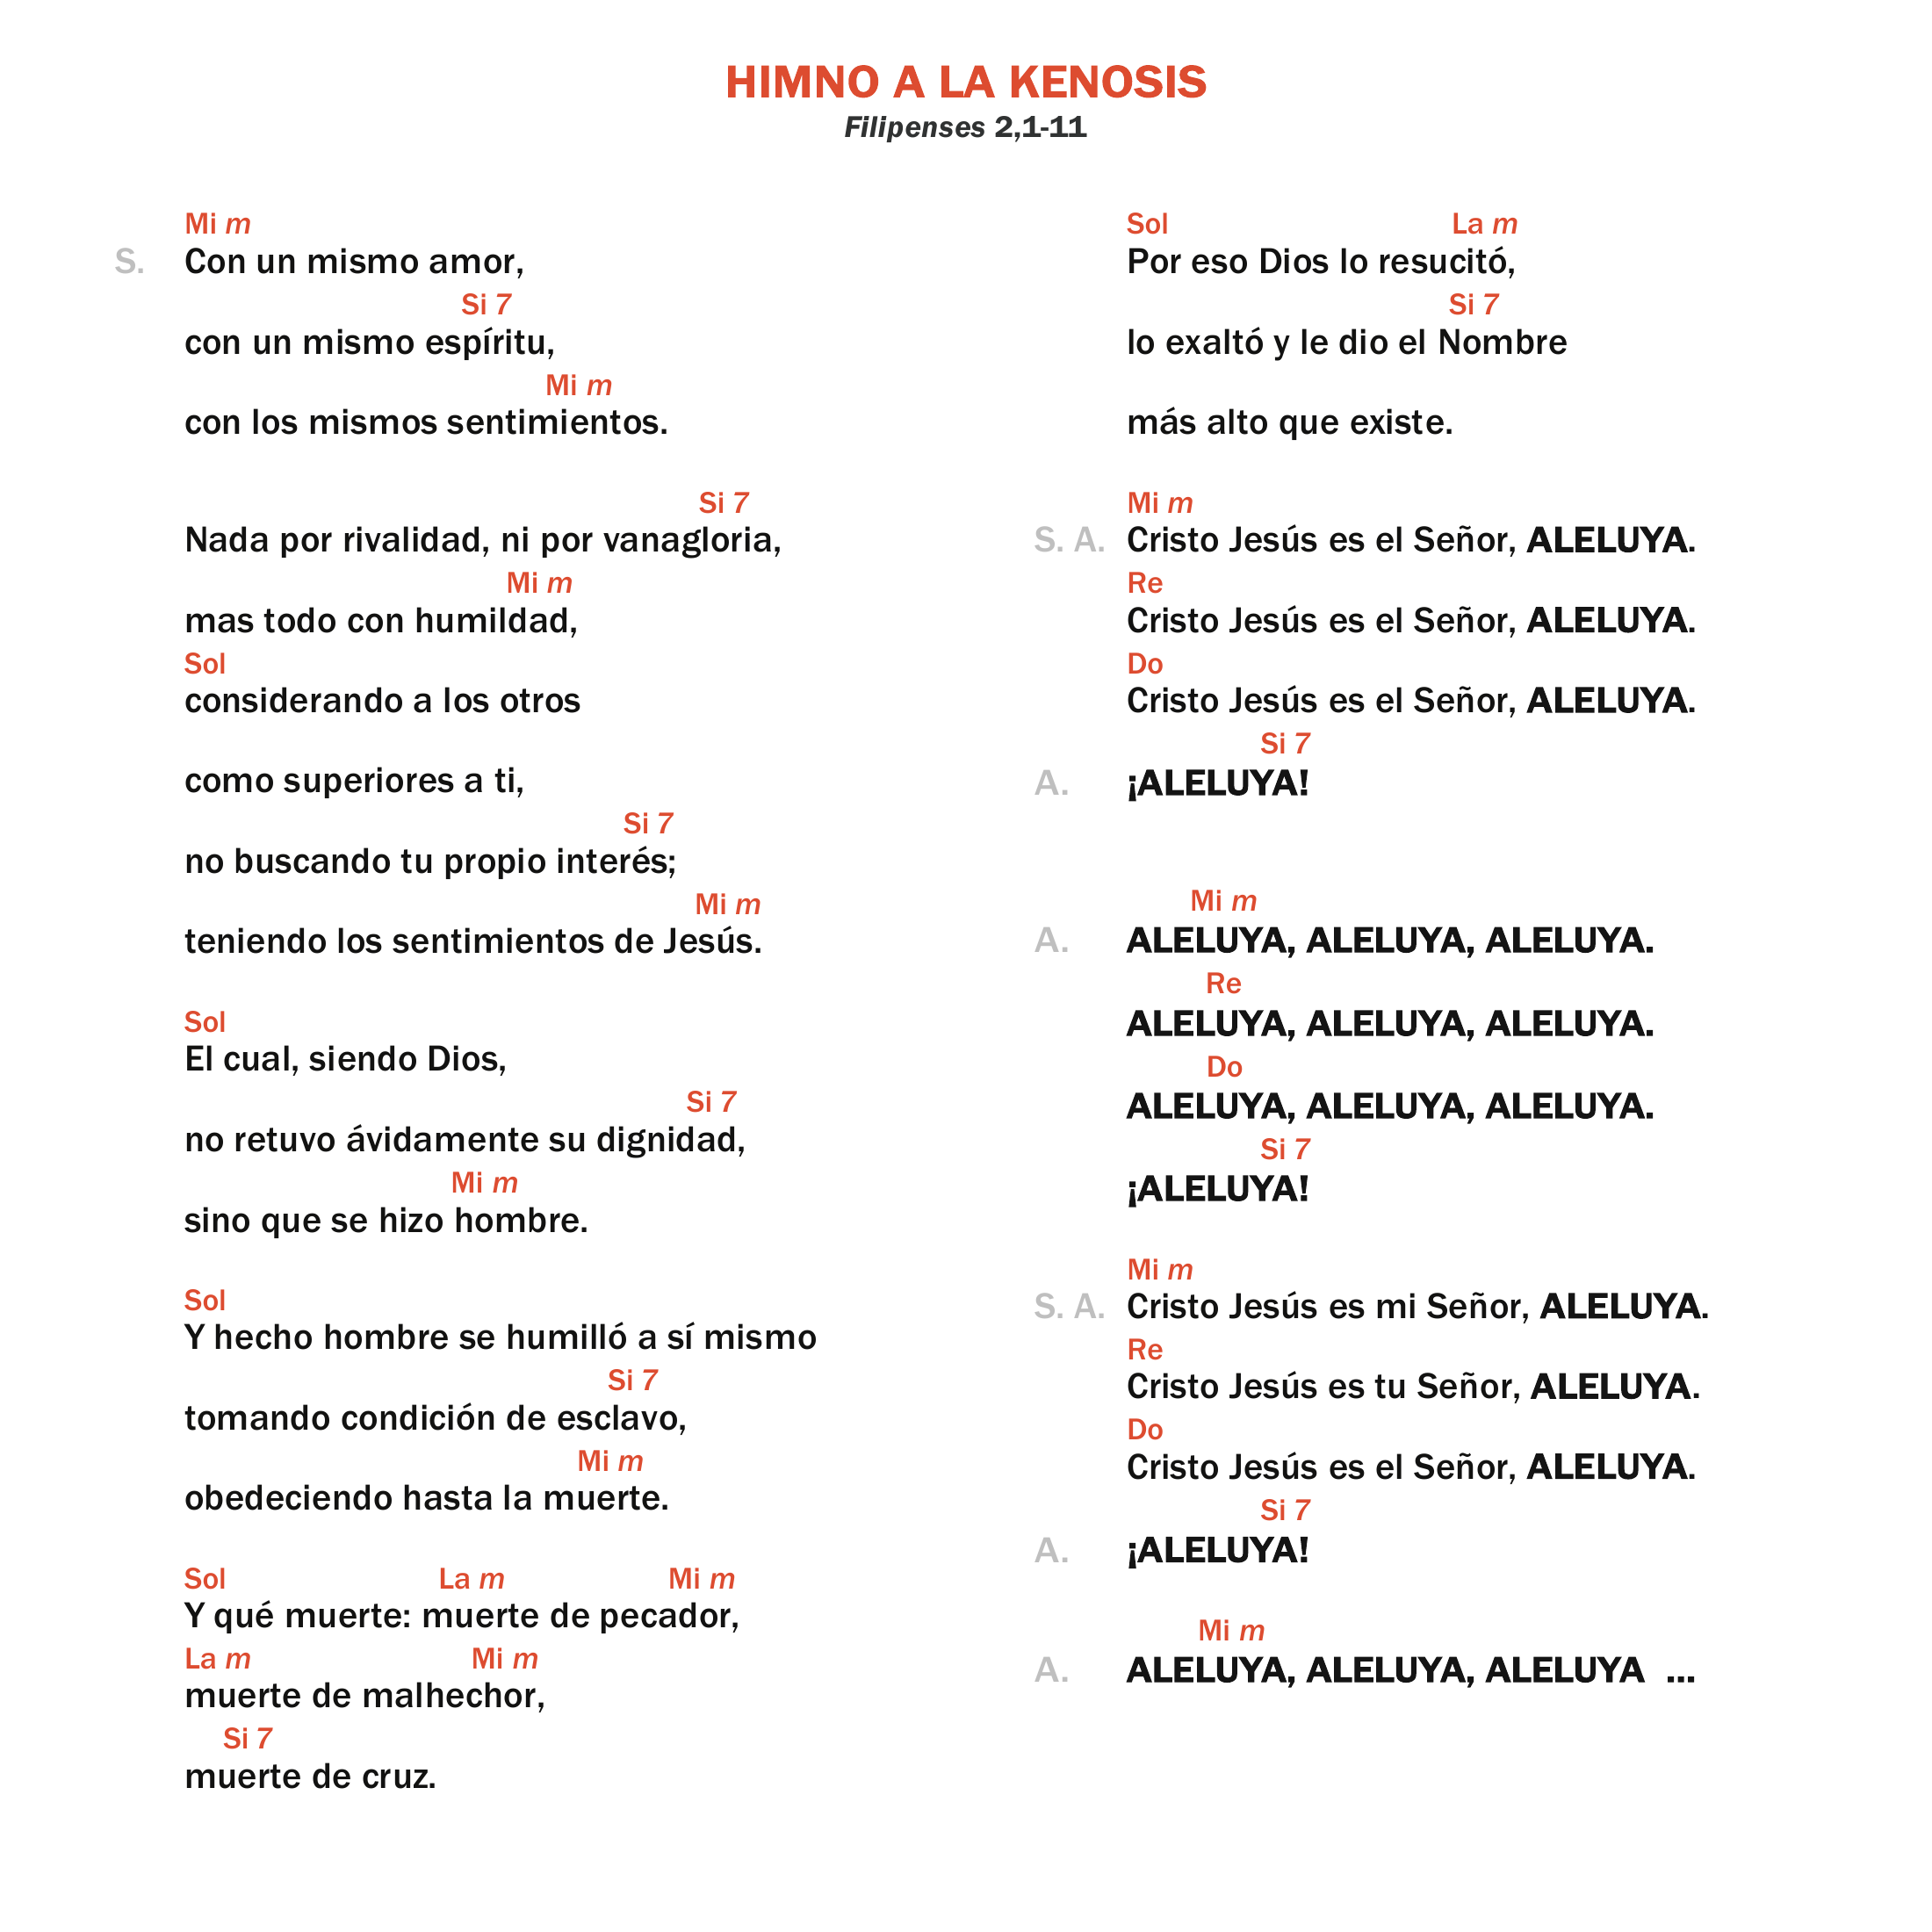 HIMNO A LA KENOSIS
Filipenses 2,1-11
Mi m
S. Con un mismo amor,
Si 7
con un mismo espíritu,
Mi m
con los mismos sentimientos.
Si 7
Nada por rivalidad, ni por vanagloria,
Mi m
mas todo con humildad,
Sol
considerando a los otros
como superiores a ti,
Si 7
no buscando tu propio interés;
Mi m
teniendo los sentimientos de Jesús.
Sol
El cual, siendo Dios,
Si 7
no retuvo ávidamente su dignidad,
Mi m
sino que se hizo hombre.
Sol
Y hecho hombre se humilló a sí mismo
Si 7
tomando condición de esclavo,
Mi m
obedeciendo hasta la muerte.
Sol La m Mi m
Y qué muerte: muerte de pecador,
La m Mi m
muerte de malhechor,
Si 7
muerte de cruz.
Sol La m
Por eso Dios lo resucitó,
Si 7
lo exaltó y le dio el Nombre
más alto que existe.
Mi m
S. A. Cristo Jesús es el Señor, ALELUYA.
Re
Cristo Jesús es el Señor, ALELUYA.
Do
Cristo Jesús es el Señor, ALELUYA.
Si 7
A. ¡ALELUYA!
Mi m
A. ALELUYA, ALELUYA, ALELUYA.
Re
ALELUYA, ALELUYA, ALELUYA.
Do
ALELUYA, ALELUYA, ALELUYA.
Si 7
¡ALELUYA!
Mi m
S. A. Cristo Jesús es mi Señor, ALELUYA.
Re
Cristo Jesús es tu Señor, ALELUYA.
Do
Cristo Jesús es el Señor, ALELUYA.
Si 7
A. ¡ALELUYA!
Mi m
A. ALELUYA, ALELUYA, ALELUYA ...